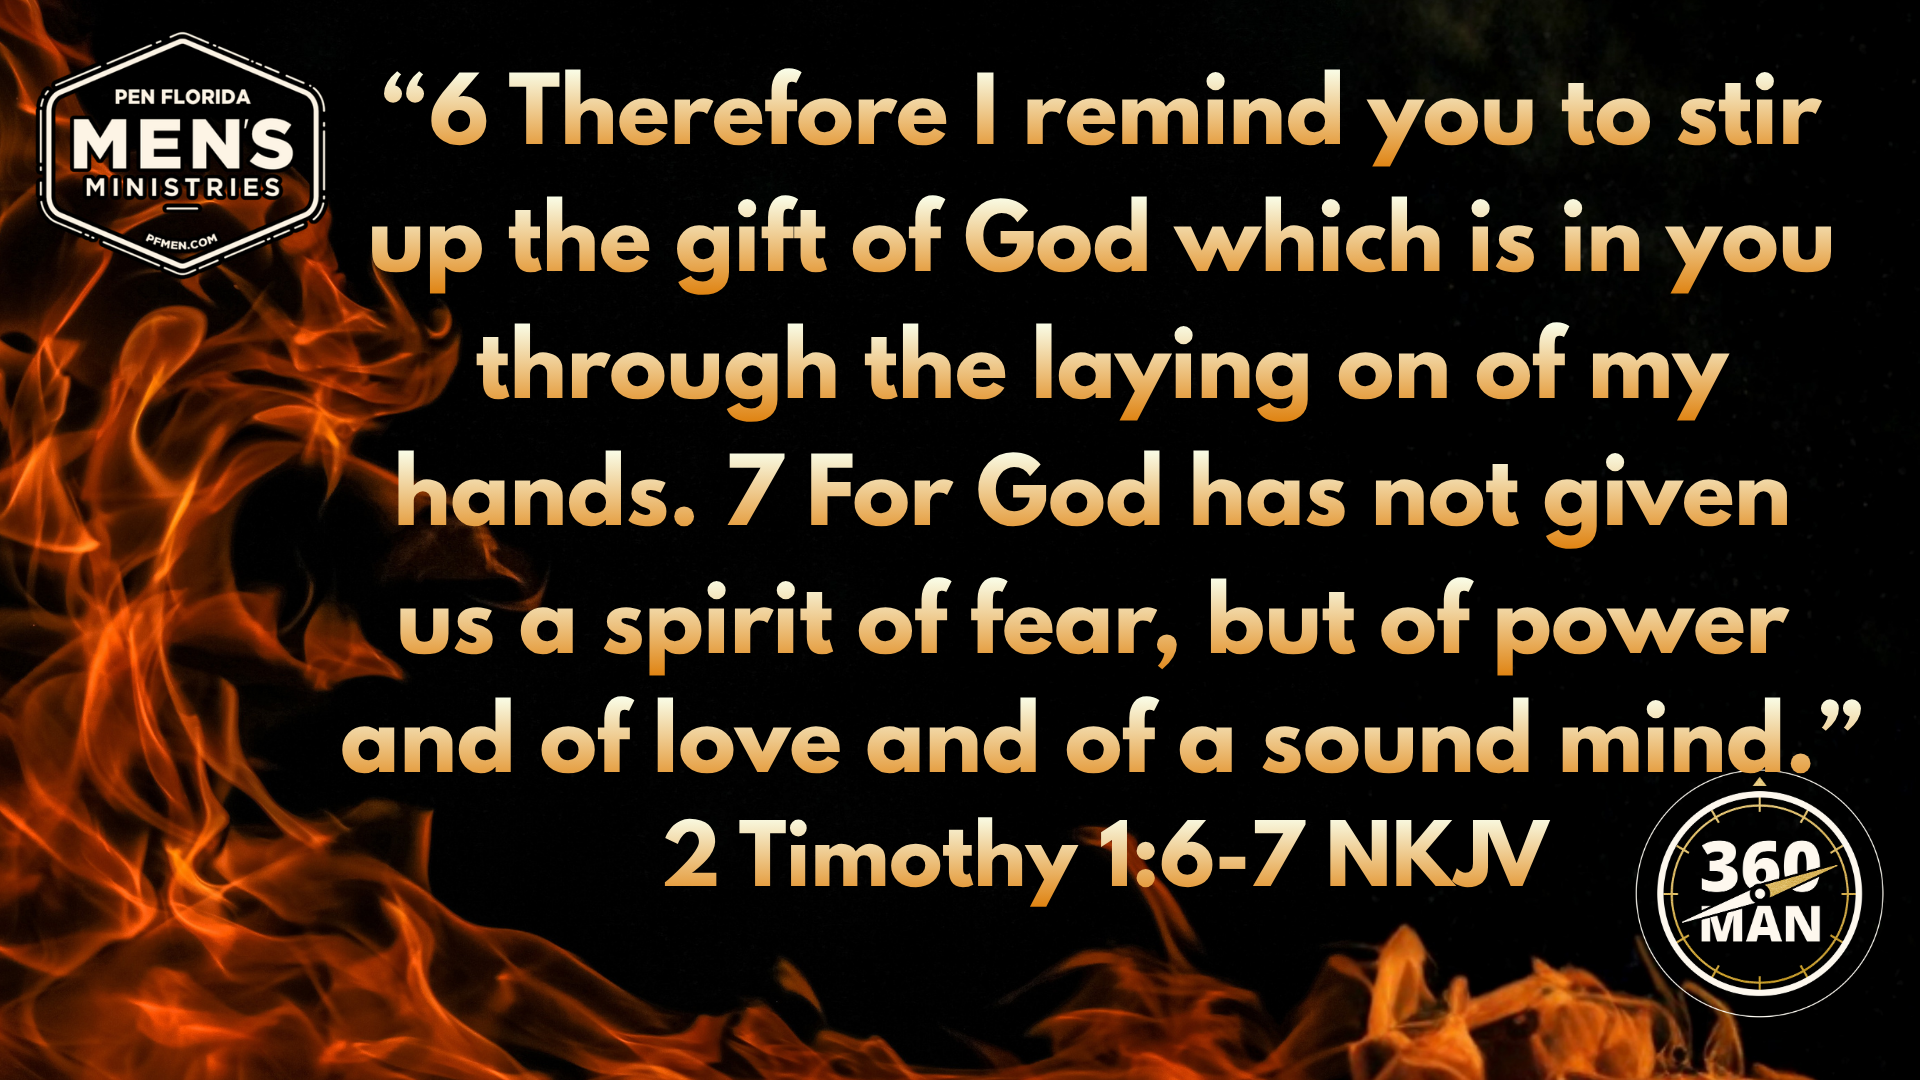 PEN FLORIDA
MEN'S
MINISTRIES
PFMEN.COM
“6 Therefore I remind you to stir
up the gift of God which is in you
through the laying on of my
hands. 7 For God has not given
us a spirit of fear, but of power
and of love and of a sound mind.”
2 Timothy 1:6-7 NKJV
360
MAN